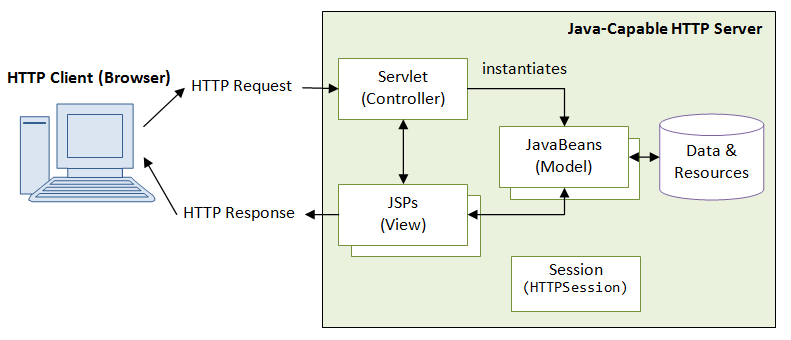 Java-Capable HTTP Server
HTTP Client (Browser)
HTTP Request
Servlet
(Controller)
instantiates
JavaBeans
(Model)
Data &
Resources
HTTP Response
JSPs
(View)
Session
(HTTPSession)